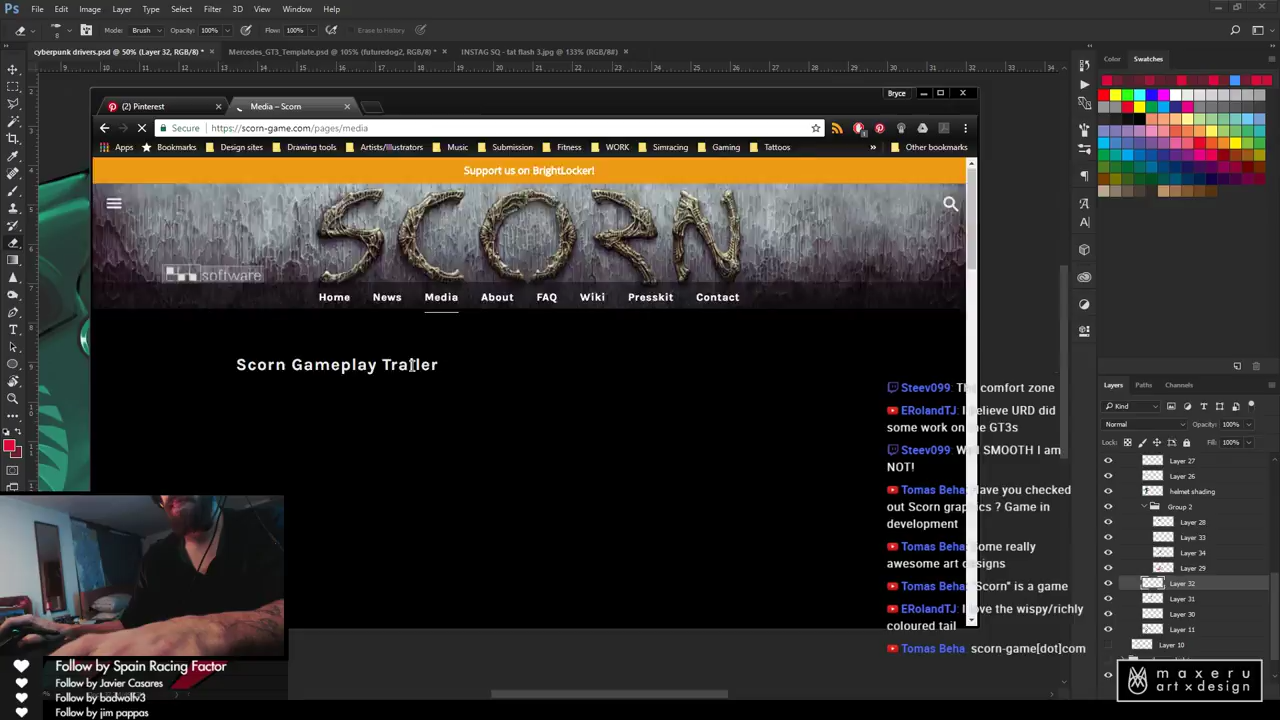 Ps File Edit Image Layer Type Select Filter 3D View Window Help
Mode: Brush Opacity: 100% Flow: 100% Erase to History
cyberpunk drivers.psd @ 50% (Layer 32, RGB/8) * × Mercedes_GT3_Template.psd @ 105% (futuredog2, RGB/8) * × INSTAG SQ - tat flash 3.jpg @ 133% (RGB/8#) ×
Color Swatches
(2) Pinterest × Media – Scorn × Bryce
Secure https://scorn-game.com/pages/media
Apps Bookmarks Design sites Drawing tools Artists/Illustrators Music Submission Fitness WORK Simracing Gaming Tattoos » Other bookmarks
Support us on BrightLocker!
SCORN
software
Home News Media About FAQ Wiki Presskit Contact
Scorn Gameplay Trailer
Steev099: The comfort zone
ERolandTJ: I believe URD did
some work on the GT3s
Steev099: Well SMOOTH I am
NOT!
Tomas Beha: Have you checked
out Scorn graphics ? Game in
development
Tomas Beha: Some really
awesome art designs
Tomas Beha: "Scorn" is a game
ERolandTJ: I love the wispy/richly
coloured tail
Tomas Beha: scorn-game[dot]com
Layers Paths Channels
Kind
Normal Opacity: 100%
Lock: Fill: 100%
Layer 27
Layer 26
helmet shading
Group 2
Layer 28
Layer 33
Layer 34
Layer 29
Layer 32
Layer 31
Layer 30
Layer 11
Layer 10
Follow by Spain Racing Factor
Follow by Javier Casares
Follow by badwolfv3
Follow by jim pappas
maxeru
art x design